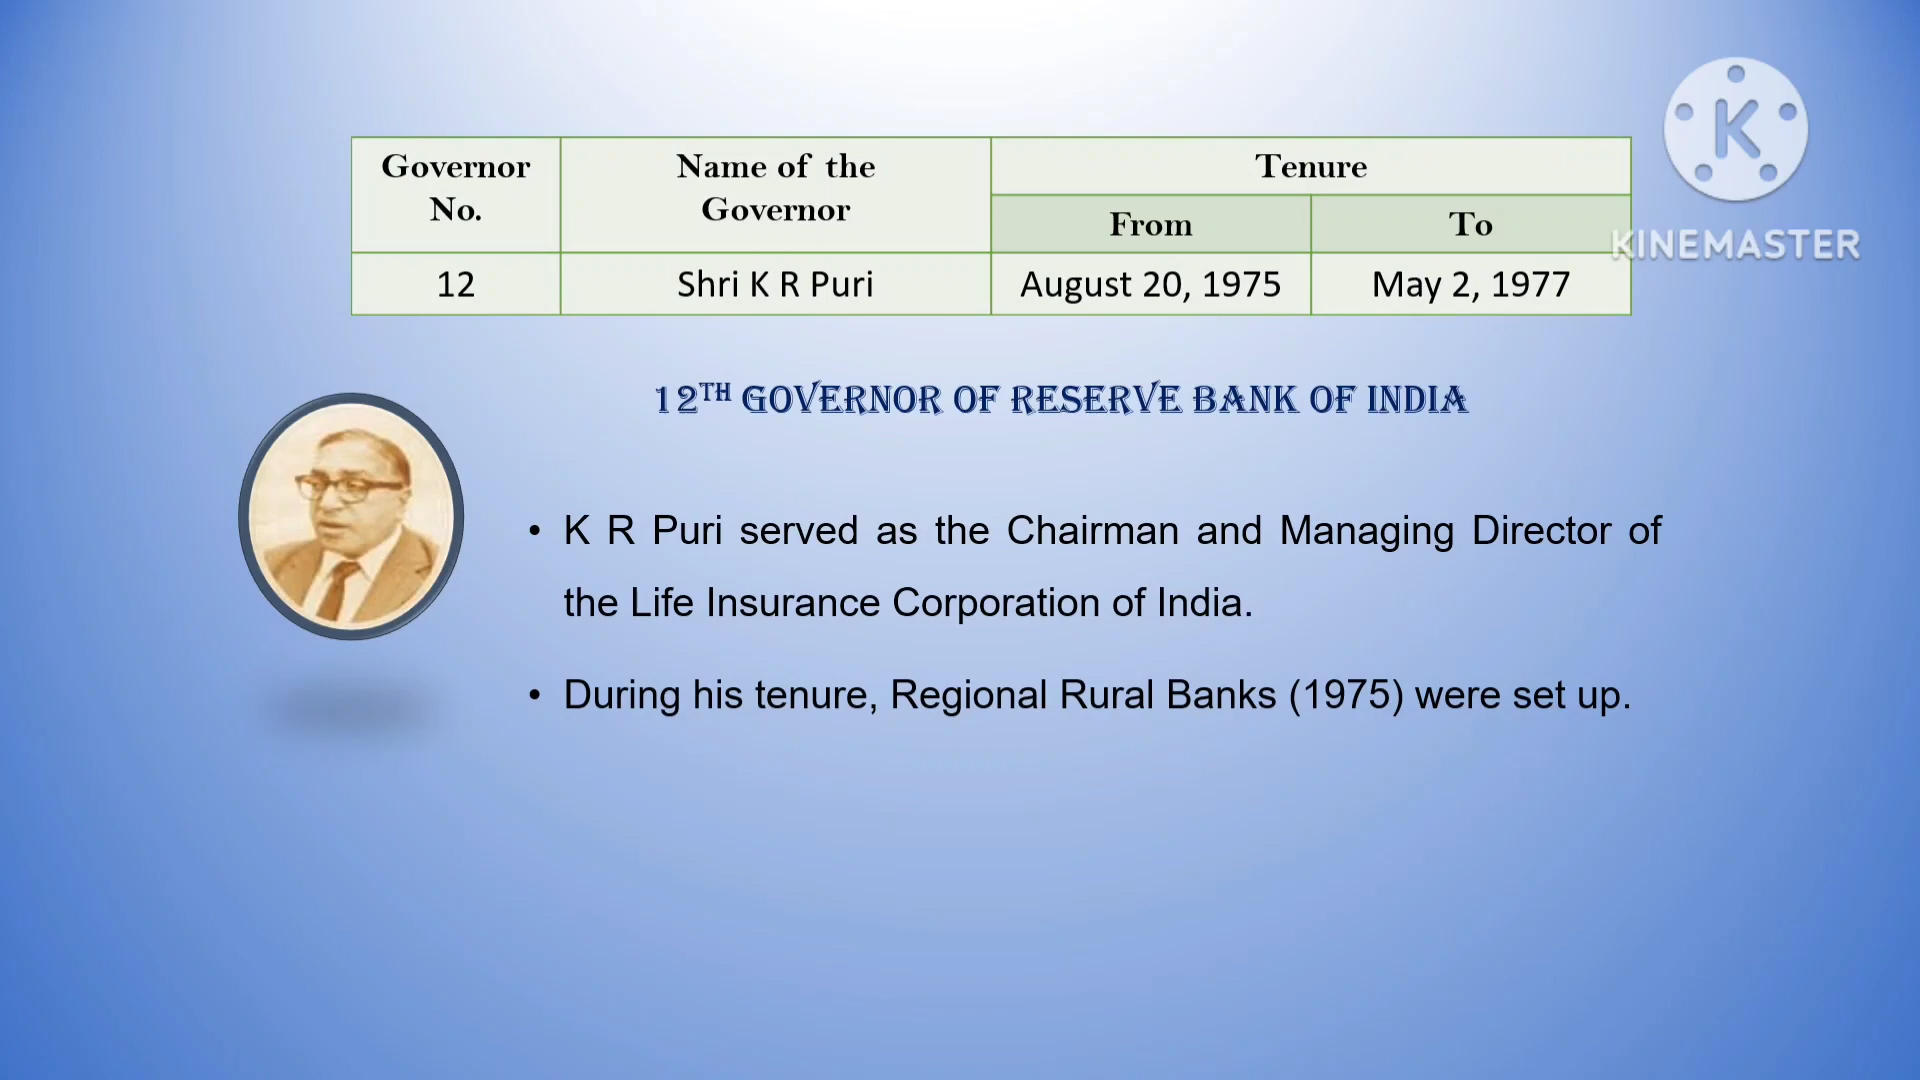 Governor No.
Name of the Governor
Tenure
From
To
12
Shri K R Puri
August 20, 1975
May 2, 1977
K
KINEMASTER
12TH GOVERNOR OF RESERVE BANK OF INDIA
• K R Puri served as the Chairman and Managing Director of
the Life Insurance Corporation of India.
• During his tenure, Regional Rural Banks (1975) were set up.